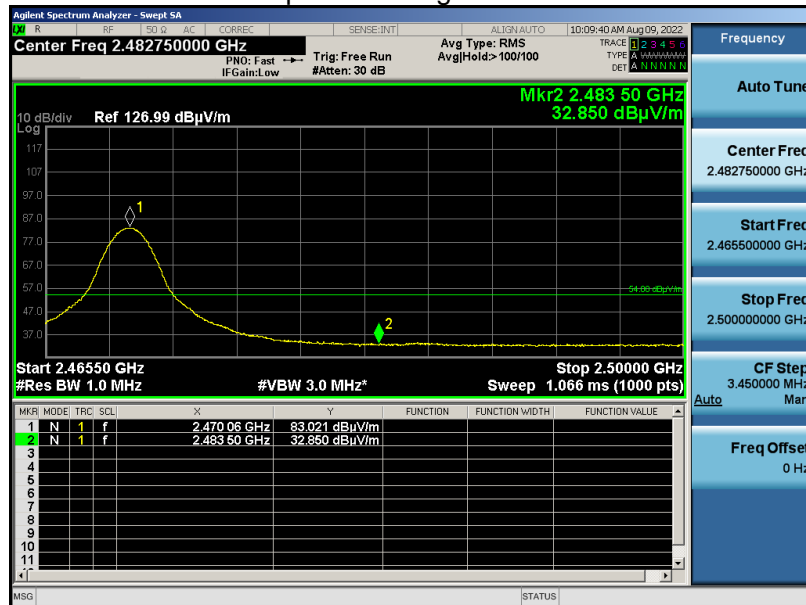 Agilent Spectrum Analyzer - Swept SA
LXI R RF 50 Ω AC CORREC SENSE:INT ALIGN AUTO 10:09:40 AM Aug 09, 2022
Center Freq 2.482750000 GHz
PNO: Fast
IFGain:Low
Trig: Free Run
#Atten: 30 dB
Avg Type: RMS
Avg|Hold:>100/100
TRACE 1 2 3 4 5 6
TYPE A WWWWW
DET A N N N N N
Mkr2 2.483 50 GHz
32.850 dBµV/m
10 dB/div Ref 126.99 dBµV/m
Log
117
107
97.0
87.0
77.0
67.0
57.0
47.0
37.0
1
54.00 dBµV/m
2
Start 2.46550 GHz Stop 2.50000 GHz
#Res BW 1.0 MHz #VBW 3.0 MHz* Sweep 1.066 ms (1000 pts)
MKR MODE TRC SCL X Y FUNCTION FUNCTION WIDTH FUNCTION VALUE
1 N 1 f 2.470 06 GHz 83.021 dBµV/m
2 N 1 f 2.483 50 GHz 32.850 dBµV/m
3
4
5
6
7
8
9
10
11
MSG STATUS
Frequency
Auto Tune
Center Freq
2.482750000 GHz
Start Freq
2.465500000 GHz
Stop Freq
2.500000000 GHz
CF Step
3.450000 MHz
Auto Man
Freq Offset
0 Hz